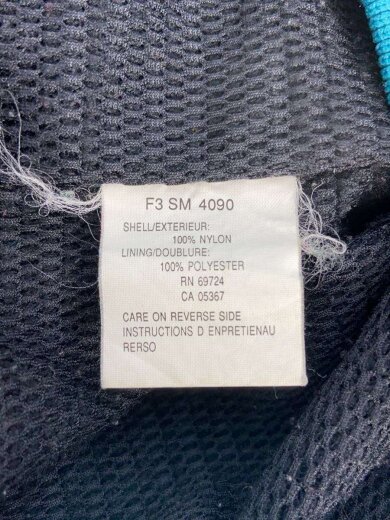 F3 SM 4090
SHELL/EXTERIEUR:
100% NYLON
LINING/DOUBLURE:
100% POLYESTER
RN 69724
CA 05367
CARE ON REVERSE SIDE
INSTRUCTIONS D ENPRETIENAU
RERSO